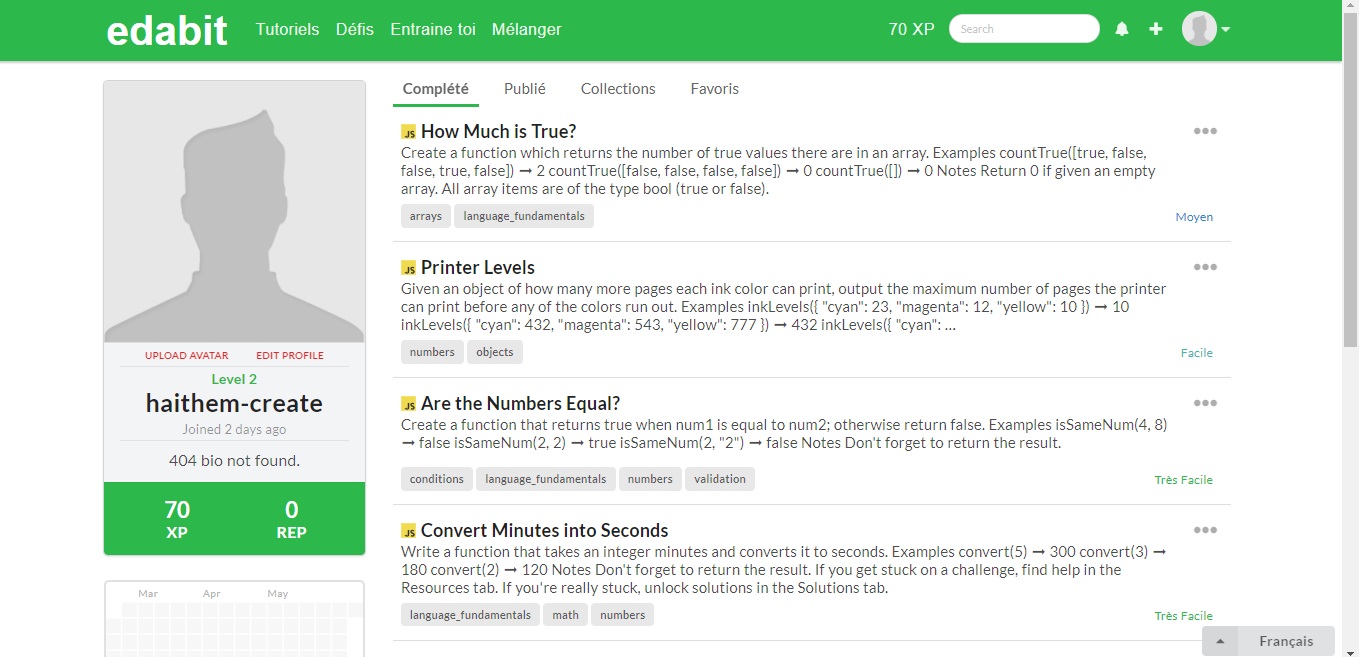 edabit Tutoriels Défis Entraine toi Mélanger 70 XP Search
Complété Publié Collections Favoris
UPLOAD AVATAR EDIT PROFILE
Level 2
haithem-create
Joined 2 days ago
404 bio not found.
70 0
XP REP
Mar Apr May
JS How Much is True?
Create a function which returns the number of true values there are in an array. Examples countTrue([true, false,
false, true, false]) → 2 countTrue([false, false, false, false]) → 0 countTrue([]) → 0 Notes Return 0 if given an empty
array. All array items are of the type bool (true or false).
arrays language_fundamentals Moyen
JS Printer Levels
Given an object of how many more pages each ink color can print, output the maximum number of pages the printer
can print before any of the colors run out. Examples inkLevels({ "cyan": 23, "magenta": 12, "yellow": 10 }) → 10
inkLevels({ "cyan": 432, "magenta": 543, "yellow": 777 }) → 432 inkLevels({ "cyan": ...
numbers objects Facile
JS Are the Numbers Equal?
Create a function that returns true when num1 is equal to num2; otherwise return false. Examples isSameNum(4, 8)
→ false isSameNum(2, 2) → true isSameNum(2, "2") → false Notes Don't forget to return the result.
conditions language_fundamentals numbers validation Très Facile
JS Convert Minutes into Seconds
Write a function that takes an integer minutes and converts it to seconds. Examples convert(5) → 300 convert(3) →
180 convert(2) → 120 Notes Don't forget to return the result. If you get stuck on a challenge, find help in the
Resources tab. If you're really stuck, unlock solutions in the Solutions tab.
language_fundamentals math numbers Très Facile
Français